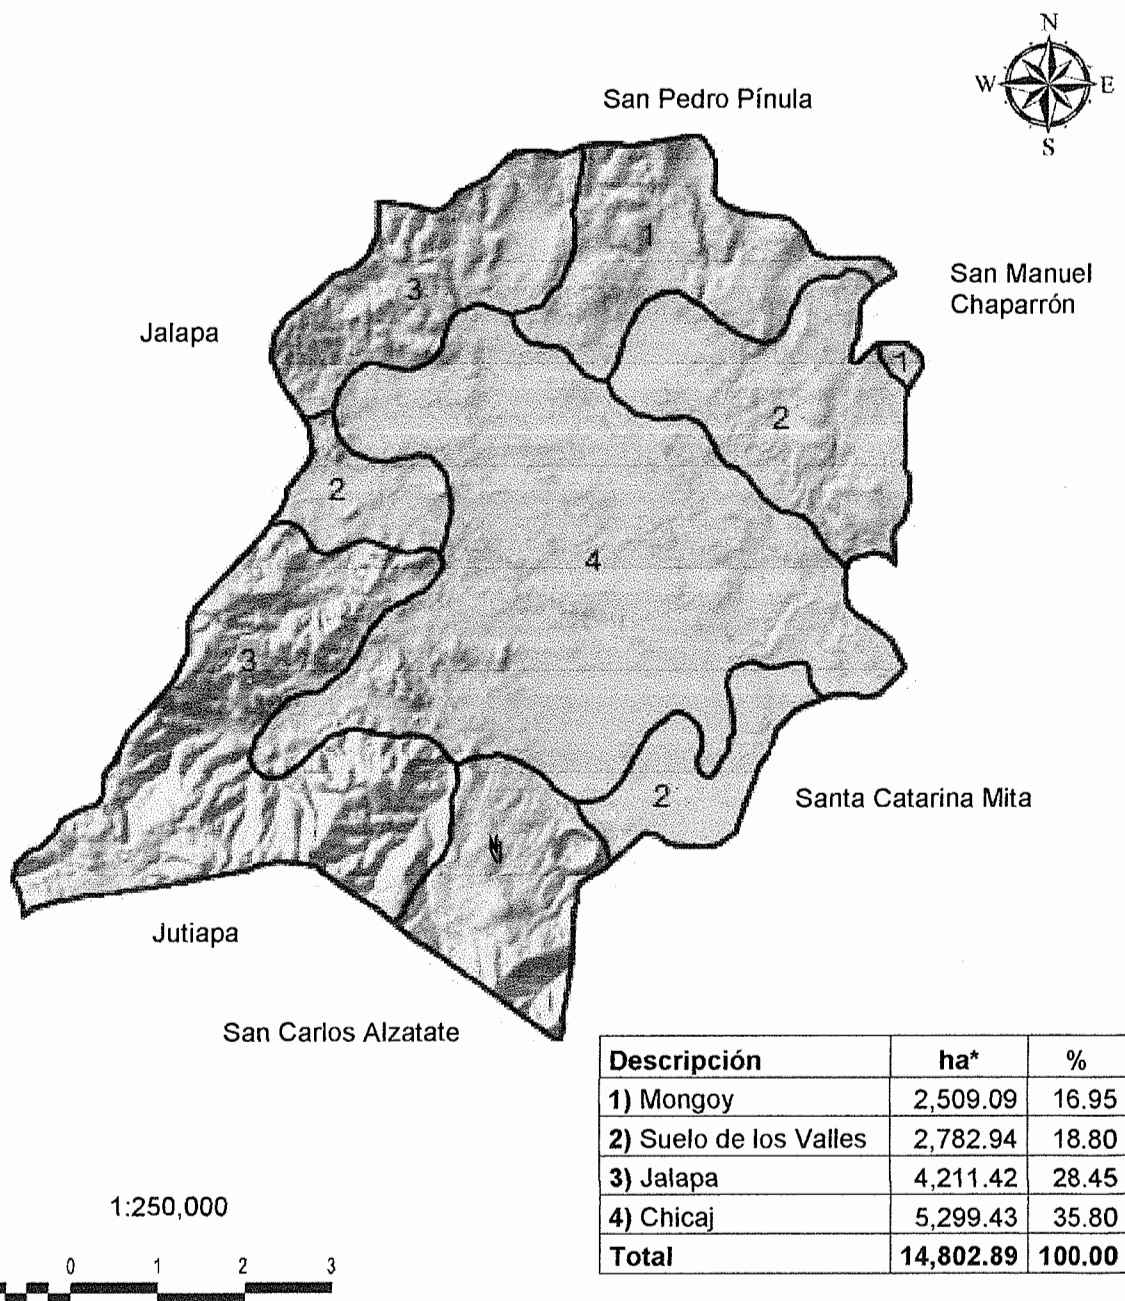 N
W E
S
San Pedro Pínula
1
San Manuel
Chaparrón
3
Jalapa
1
2
2
4
3
2
Santa Catarina Mita
Jutiapa
San Carlos Alzatate
Descripción ha* %
1) Mongoy 2,509.09 16.95
2) Suelo de los Valles 2,782.94 18.80
3) Jalapa 4,211.42 28.45
4) Chicaj 5,299.43 35.80
Total 14,802.89 100.00
1:250,000
0 1 2 3